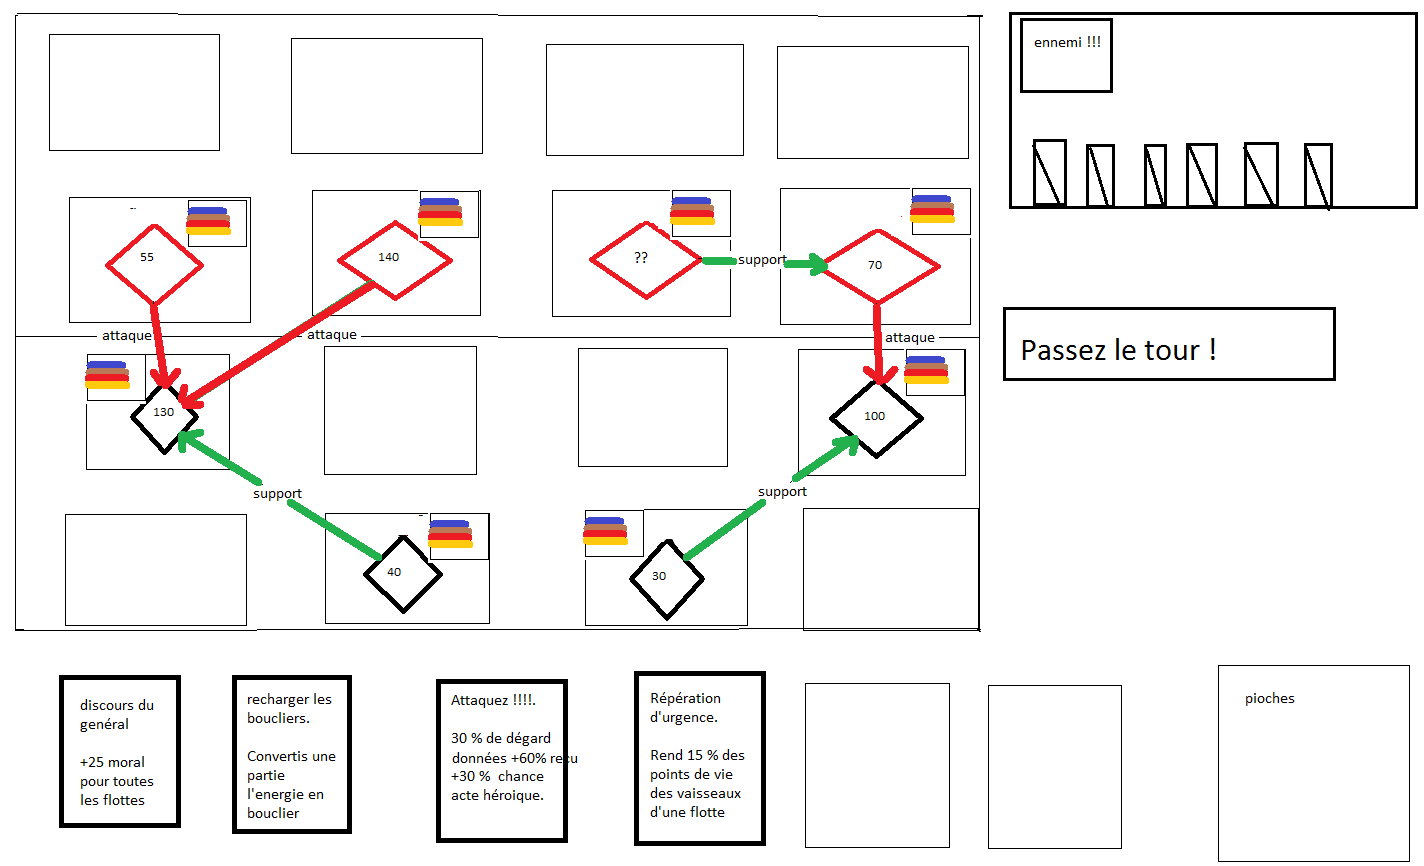 ennemi !!!
55
140
??
support
70
attaque
attaque
attaque
130
100
support
support
40
30
Passez le tour !
discours du
genéral
+25 moral
pour toutes
les flottes
recharger les
boucliers.
Convertis une
partie
l'energie en
bouclier
Attaquez !!!!.
30 % de dégard
données +60% reçu
+30 % chance
acte héroique.
Répération
d'urgence.
Rend 15 % des
points de vie
des vaisseaux
d'une flotte
pioches